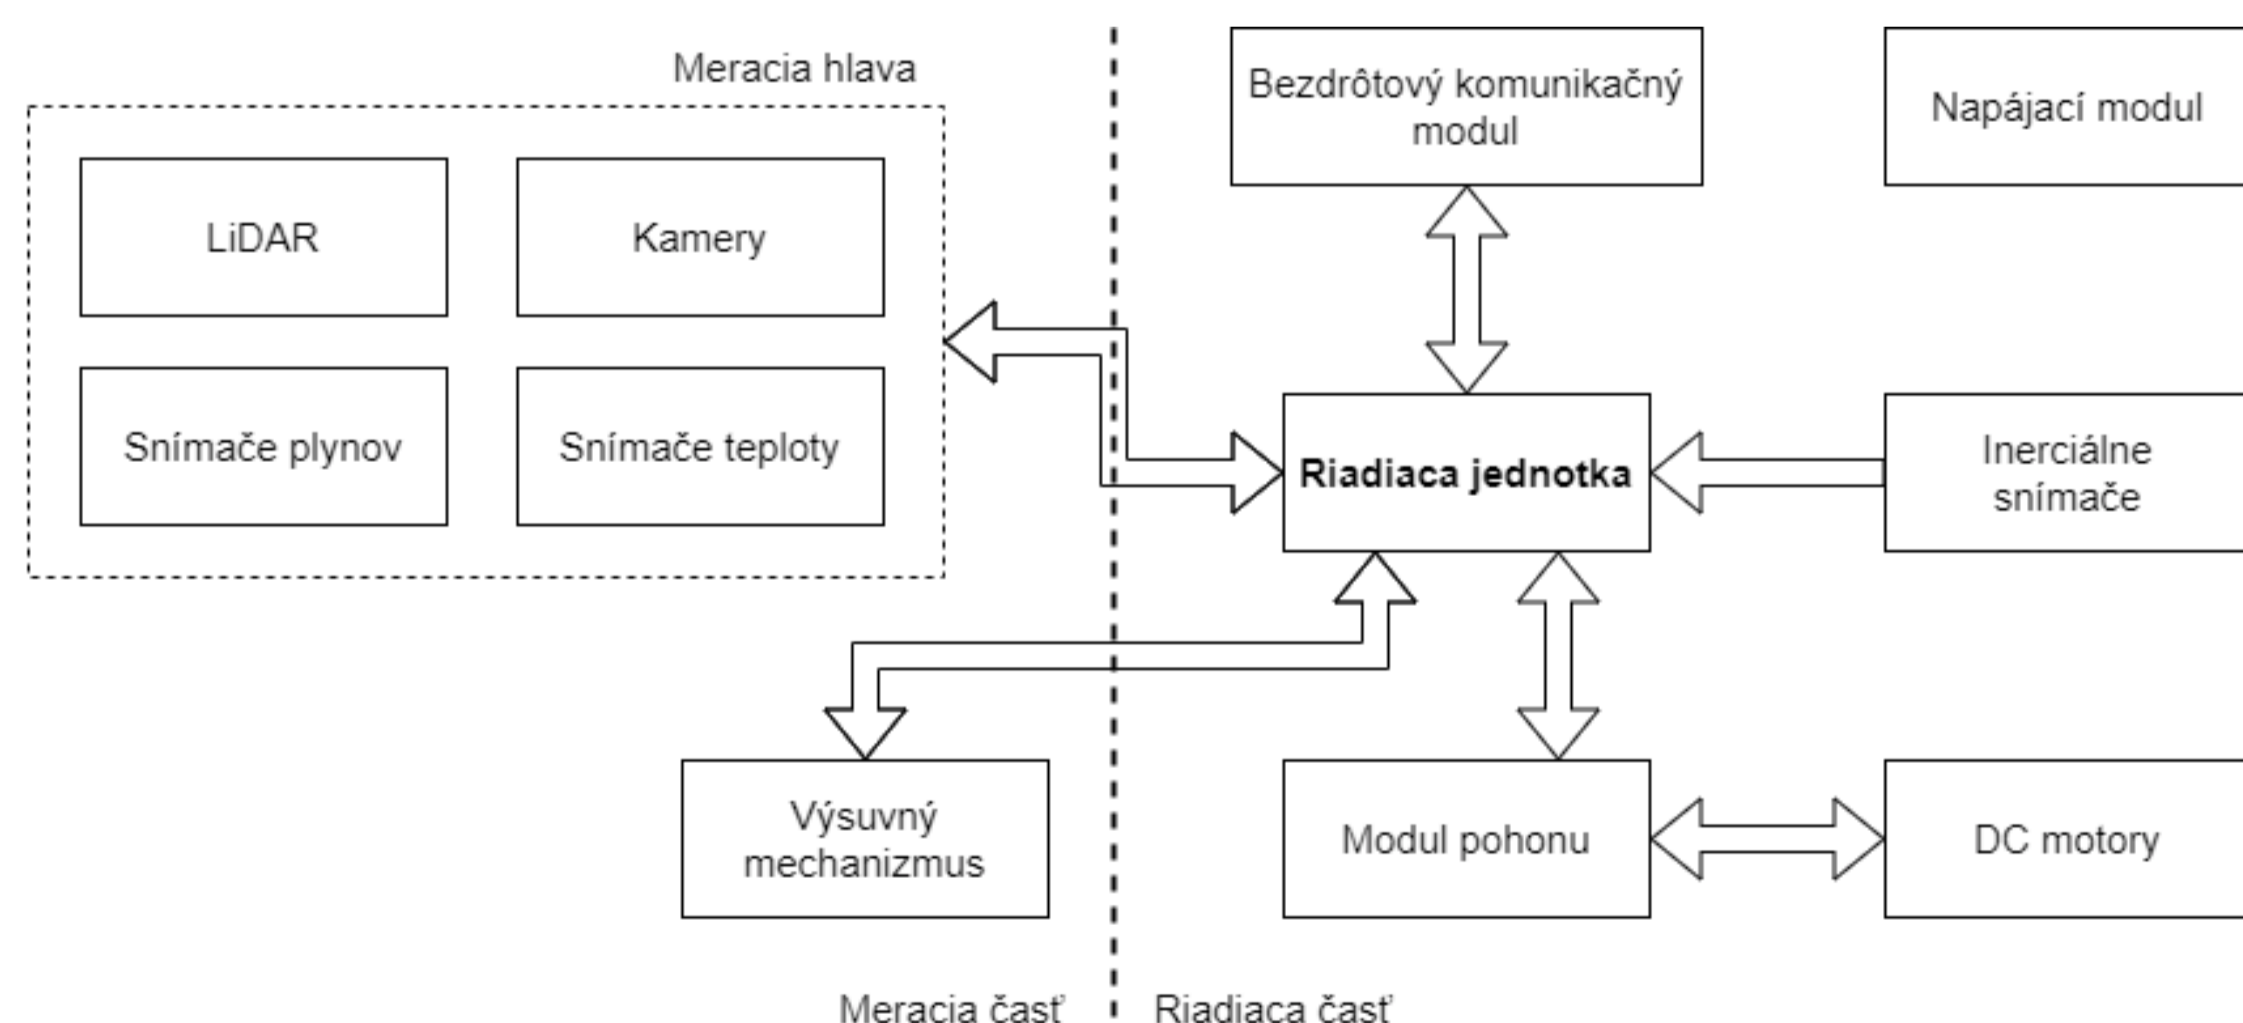 Meracia hlava
LiDAR
Kamery
Snímače plynov
Snímače teploty
Bezdrôtový komunikačný
modul
Napájací modul
Riadiaca jednotka
Inerciálne
snímače
Výsuvný
mechanizmus
Modul pohonu
DC motory
Meracia časť
Riadiaca časť